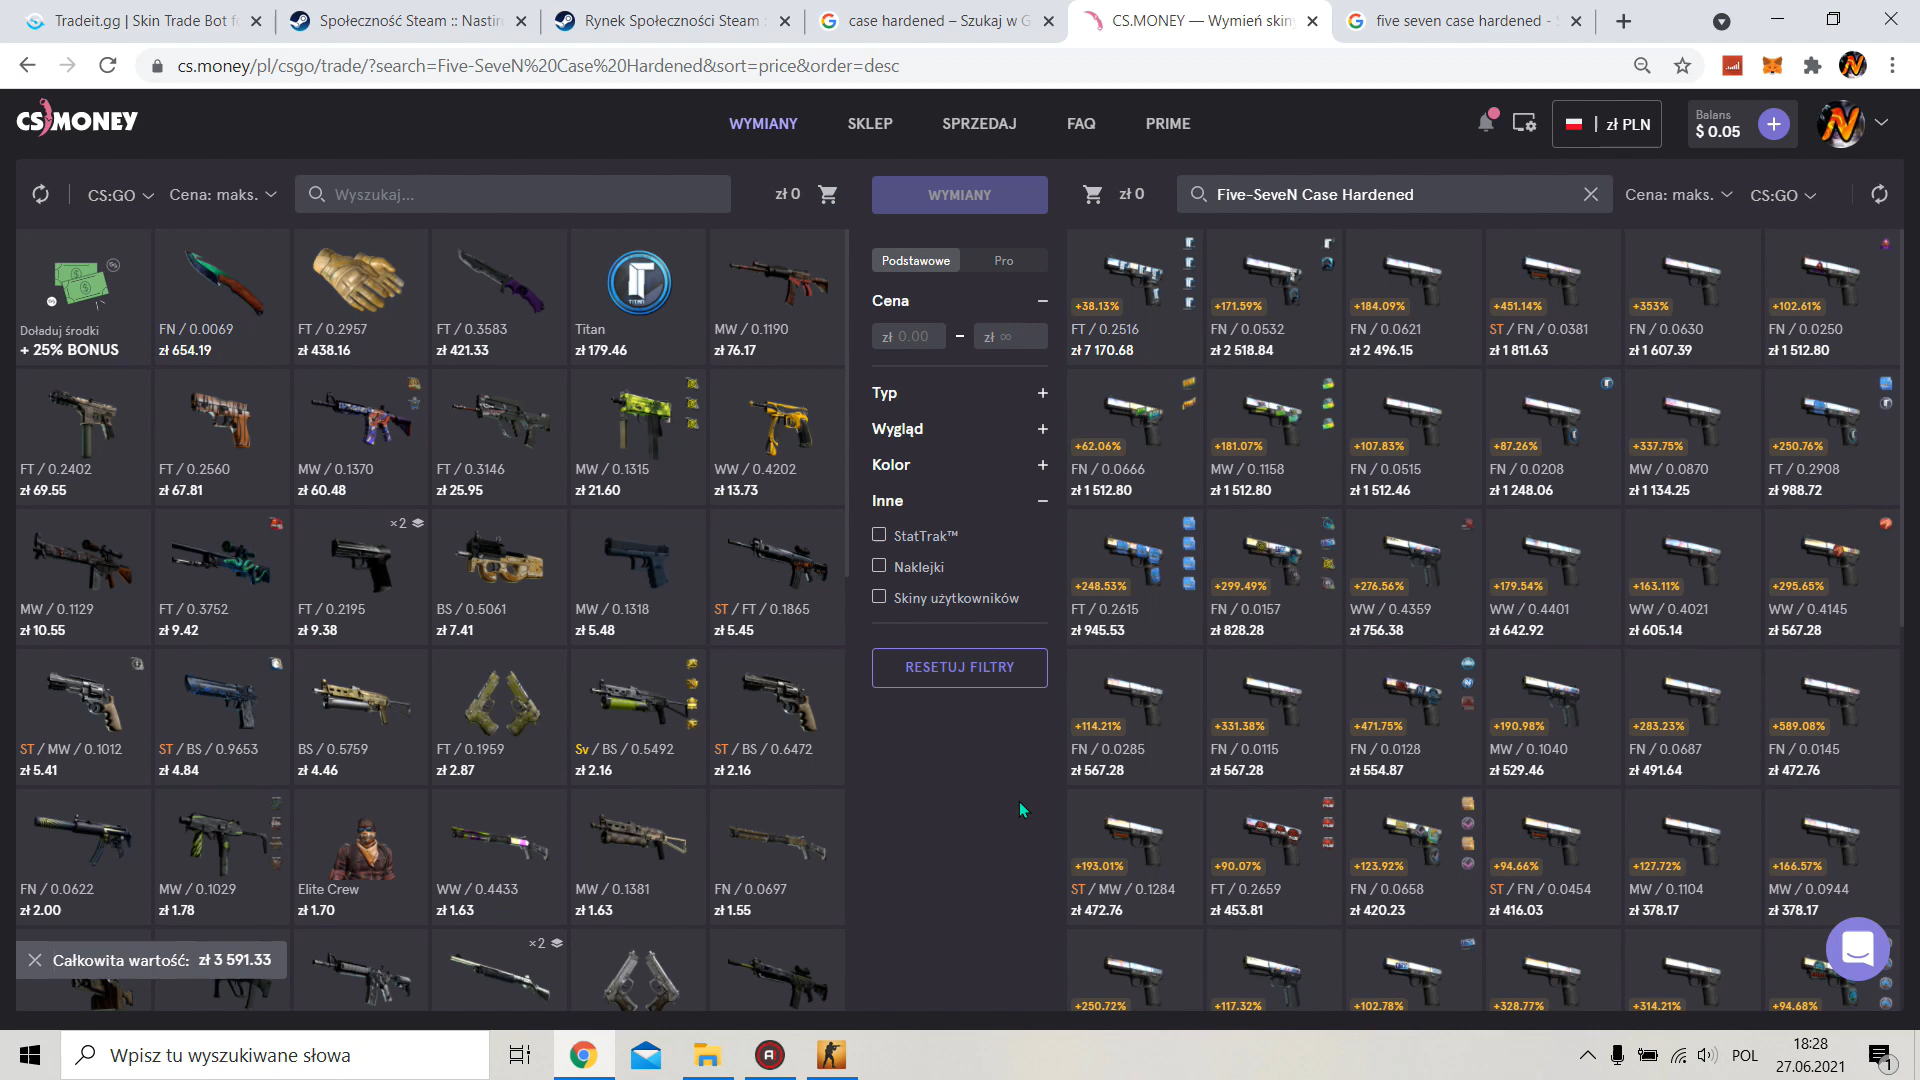 Tradeit.gg | Skin Trade Bot fo
Społeczność Steam :: Nastir
Rynek Społeczności Steam :
case hardened – Szukaj w G
CS.MONEY — Wymień skiny
five seven case hardened - S
cs.money/pl/csgo/trade/?search=Five-SeveN%20Case%20Hardened&sort=price&order=desc
CS MONEY
WYMIANY
SKLEP
SPRZEDAJ
FAQ
PRIME
zł PLN
Balans
$ 0.05
CS:GO
Cena: maks.
Wyszukaj...
zł 0
WYMIANY
zł 0
Five-SeveN Case Hardened
Cena: maks.
CS:GO
Doładuj środki
+ 25% BONUS
FN / 0.0069
zł 654.19
FT / 0.2957
zł 438.16
FT / 0.3583
zł 421.33
TITAN
Titan
zł 179.46
MW / 0.1190
zł 76.17
FT / 0.2402
zł 69.55
FT / 0.2560
zł 67.81
MW / 0.1370
zł 60.48
FT / 0.3146
zł 25.95
MW / 0.1315
zł 21.60
WW / 0.4202
zł 13.73
MW / 0.1129
zł 10.55
FT / 0.3752
zł 9.42
×2
FT / 0.2195
zł 9.38
BS / 0.5061
zł 7.41
MW / 0.1318
zł 5.48
ST / FT / 0.1865
zł 5.45
ST / MW / 0.1012
zł 5.41
ST / BS / 0.9653
zł 4.84
BS / 0.5759
zł 4.46
FT / 0.1959
zł 2.87
Sv / BS / 0.5492
zł 2.16
ST / BS / 0.6472
zł 2.16
FN / 0.0622
zł 2.00
MW / 0.1029
zł 1.78
Elite Crew
zł 1.70
WW / 0.4433
zł 1.63
MW / 0.1381
zł 1.63
FN / 0.0697
zł 1.55
×2
Całkowita wartość: zł 3 591.33
Podstawowe
Pro
Cena
zł 0.00 – zł ∞
Typ
Wygląd
Kolor
Inne
StatTrak™
Naklejki
Skiny użytkowników
RESETUJ FILTRY
+38.13%
FT / 0.2516
zł 7 170.68
+171.59%
FN / 0.0532
zł 2 518.84
+184.09%
FN / 0.0621
zł 2 496.15
+451.14%
ST / FN / 0.0381
zł 1 811.63
+353%
FN / 0.0630
zł 1 607.39
+102.61%
FN / 0.0250
zł 1 512.80
+62.06%
FN / 0.0666
zł 1 512.80
+181.07%
MW / 0.1158
zł 1 512.80
+107.83%
FN / 0.0515
zł 1 512.46
+87.26%
FN / 0.0208
zł 1 248.06
+337.75%
MW / 0.0870
zł 1 134.25
+250.76%
FT / 0.2908
zł 988.72
+248.53%
FT / 0.2615
zł 945.53
+299.49%
FN / 0.0157
zł 828.28
+276.56%
WW / 0.4359
zł 756.38
+179.54%
WW / 0.4401
zł 642.92
+163.11%
WW / 0.4021
zł 605.14
+295.65%
WW / 0.4145
zł 567.28
+114.21%
FN / 0.0285
zł 567.28
+331.38%
FN / 0.0115
zł 567.28
+471.75%
FN / 0.0128
zł 554.87
+190.98%
MW / 0.1040
zł 529.46
+283.23%
FN / 0.0687
zł 491.64
+589.08%
FN / 0.0145
zł 472.76
+193.01%
ST / MW / 0.1284
zł 472.76
+90.07%
FT / 0.2659
zł 453.81
+123.92%
FN / 0.0658
zł 420.23
+94.66%
ST / FN / 0.0454
zł 416.03
+127.72%
MW / 0.1104
zł 378.17
+166.57%
MW / 0.0944
zł 378.17
+250.72%
+117.32%
+102.78%
+328.77%
+314.21%
+94.68%
Wpisz tu wyszukiwane słowa
POL
18:28
27.06.2021
1